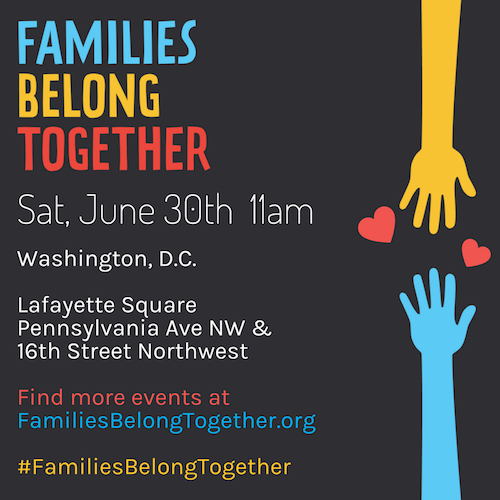 FAMILIES
BELONG
TOGETHER
Sat, June 30th 11am
Washington, D.C.
Lafayette Square
Pennsylvania Ave NW &
16th Street Northwest
Find more events at
FamiliesBelongTogether.org
#FamiliesBelongTogether